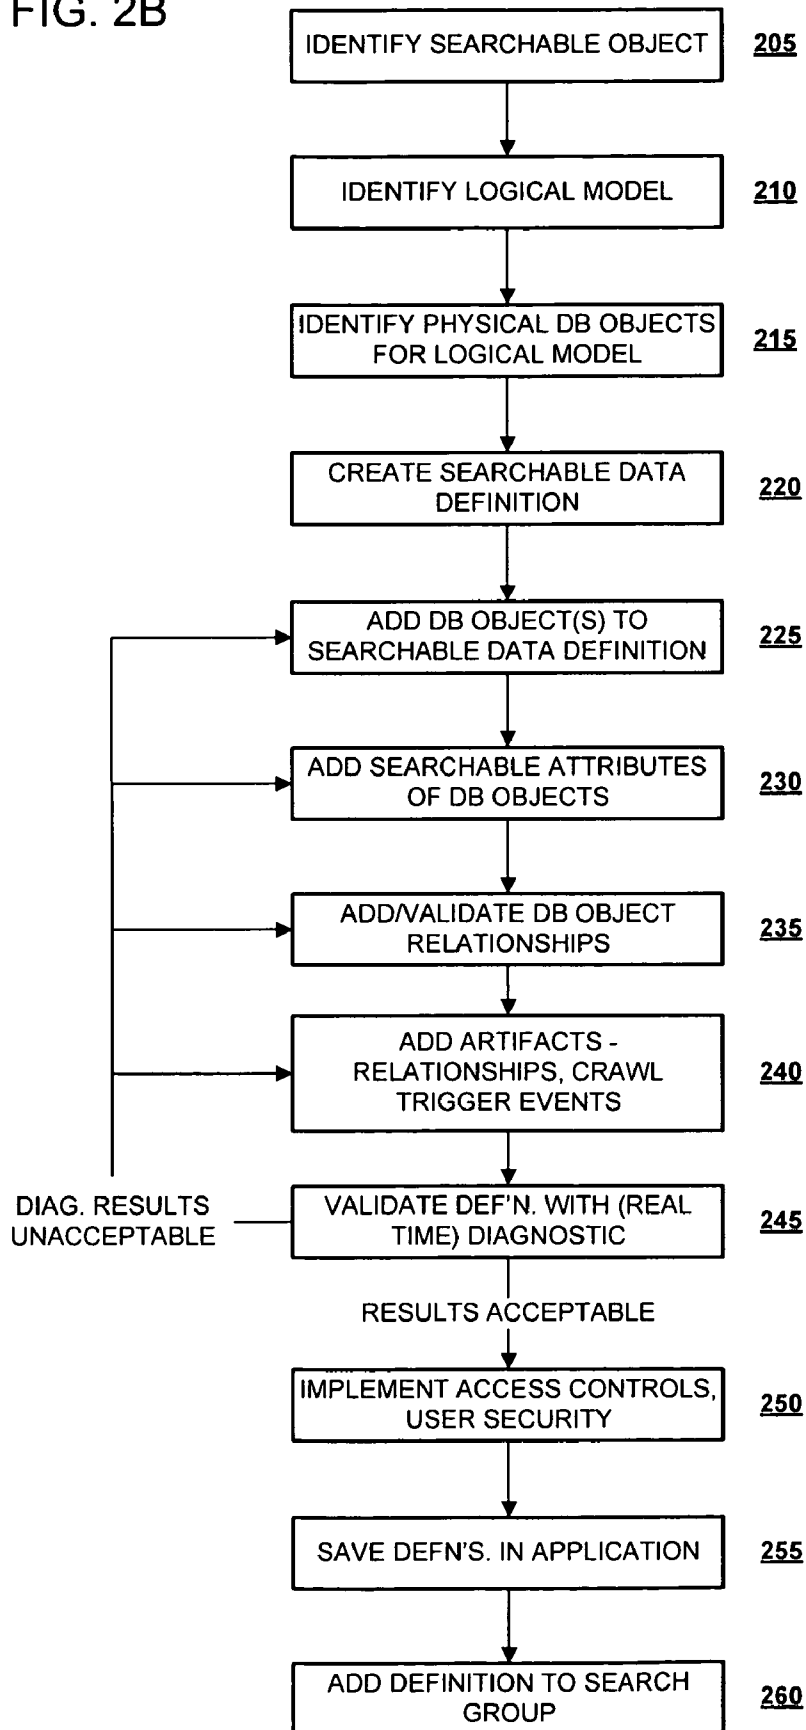 FIG. 2B
IDENTIFY SEARCHABLE OBJECT
205
IDENTIFY LOGICAL MODEL
210
IDENTIFY PHYSICAL DB OBJECTS
FOR LOGICAL MODEL
215
CREATE SEARCHABLE DATA
DEFINITION
220
ADD DB OBJECT(S) TO
SEARCHABLE DATA DEFINITION
225
ADD SEARCHABLE ATTRIBUTES
OF DB OBJECTS
230
ADD/VALIDATE DB OBJECT
RELATIONSHIPS
235
ADD ARTIFACTS -
RELATIONSHIPS, CRAWL
TRIGGER EVENTS
240
DIAG. RESULTS
UNACCEPTABLE
VALIDATE DEF'N. WITH (REAL
TIME) DIAGNOSTIC
245
RESULTS ACCEPTABLE
IMPLEMENT ACCESS CONTROLS,
USER SECURITY
250
SAVE DEFN'S. IN APPLICATION
255
ADD DEFINITION TO SEARCH
GROUP
260